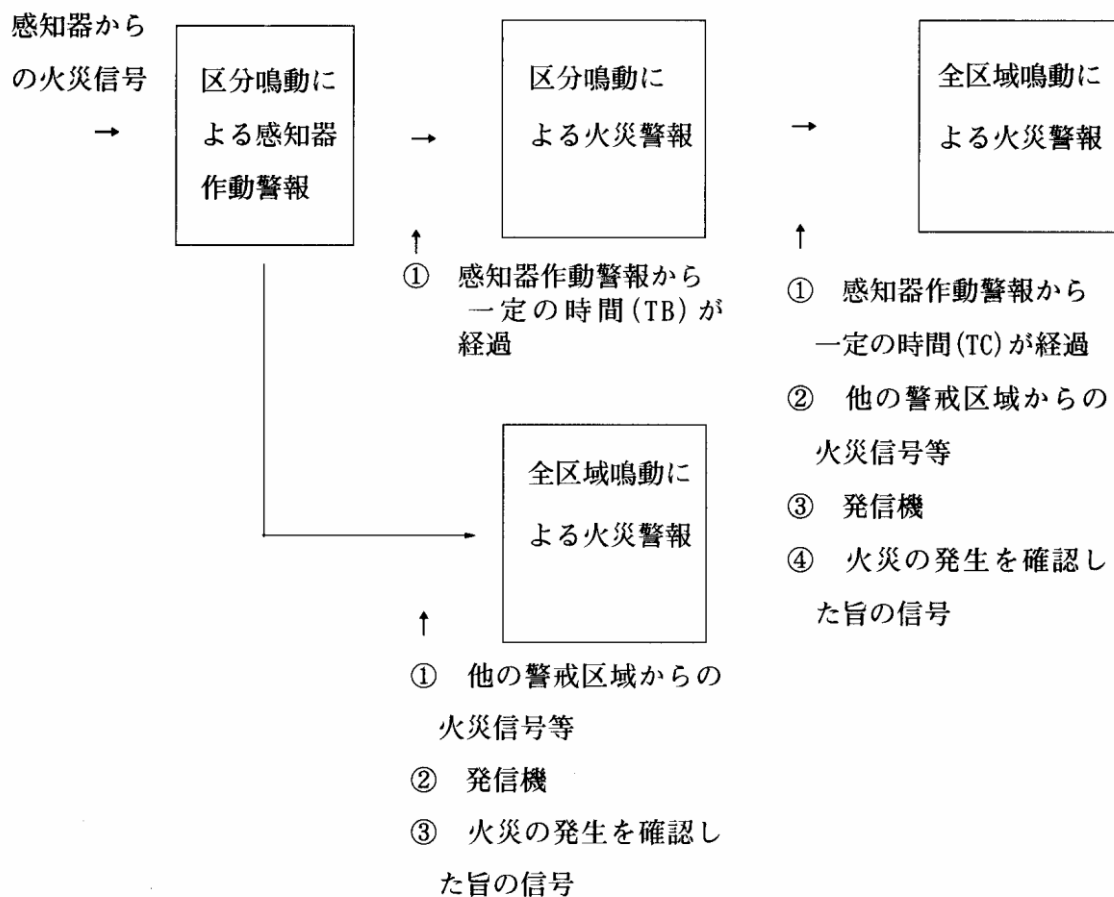 感知器から
の火災信号
→
区分鳴動に
よる感知器
作動警報
→
区分鳴動に
よる火災警報
→
全区域鳴動に
よる火災警報
↑
① 感知器作動警報から
一定の時間(TB)が
経過
↑
① 感知器作動警報から
一定の時間(TC)が経過
② 他の警戒区域からの
火災信号等
③ 発信機
④ 火災の発生を確認し
た旨の信号
全区域鳴動に
よる火災警報
↑
① 他の警戒区域からの
火災信号等
② 発信機
③ 火災の発生を確認し
た旨の信号